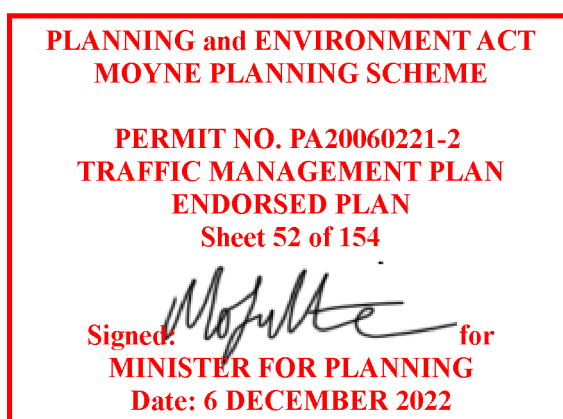 PLANNING and ENVIRONMENT ACT
MOYNE PLANNING SCHEME
PERMIT NO. PA20060221-2
TRAFFIC MANAGEMENT PLAN
ENDORSED PLAN
Sheet 52 of 154
Signed: for
MINISTER FOR PLANNING
Date: 6 DECEMBER 2022